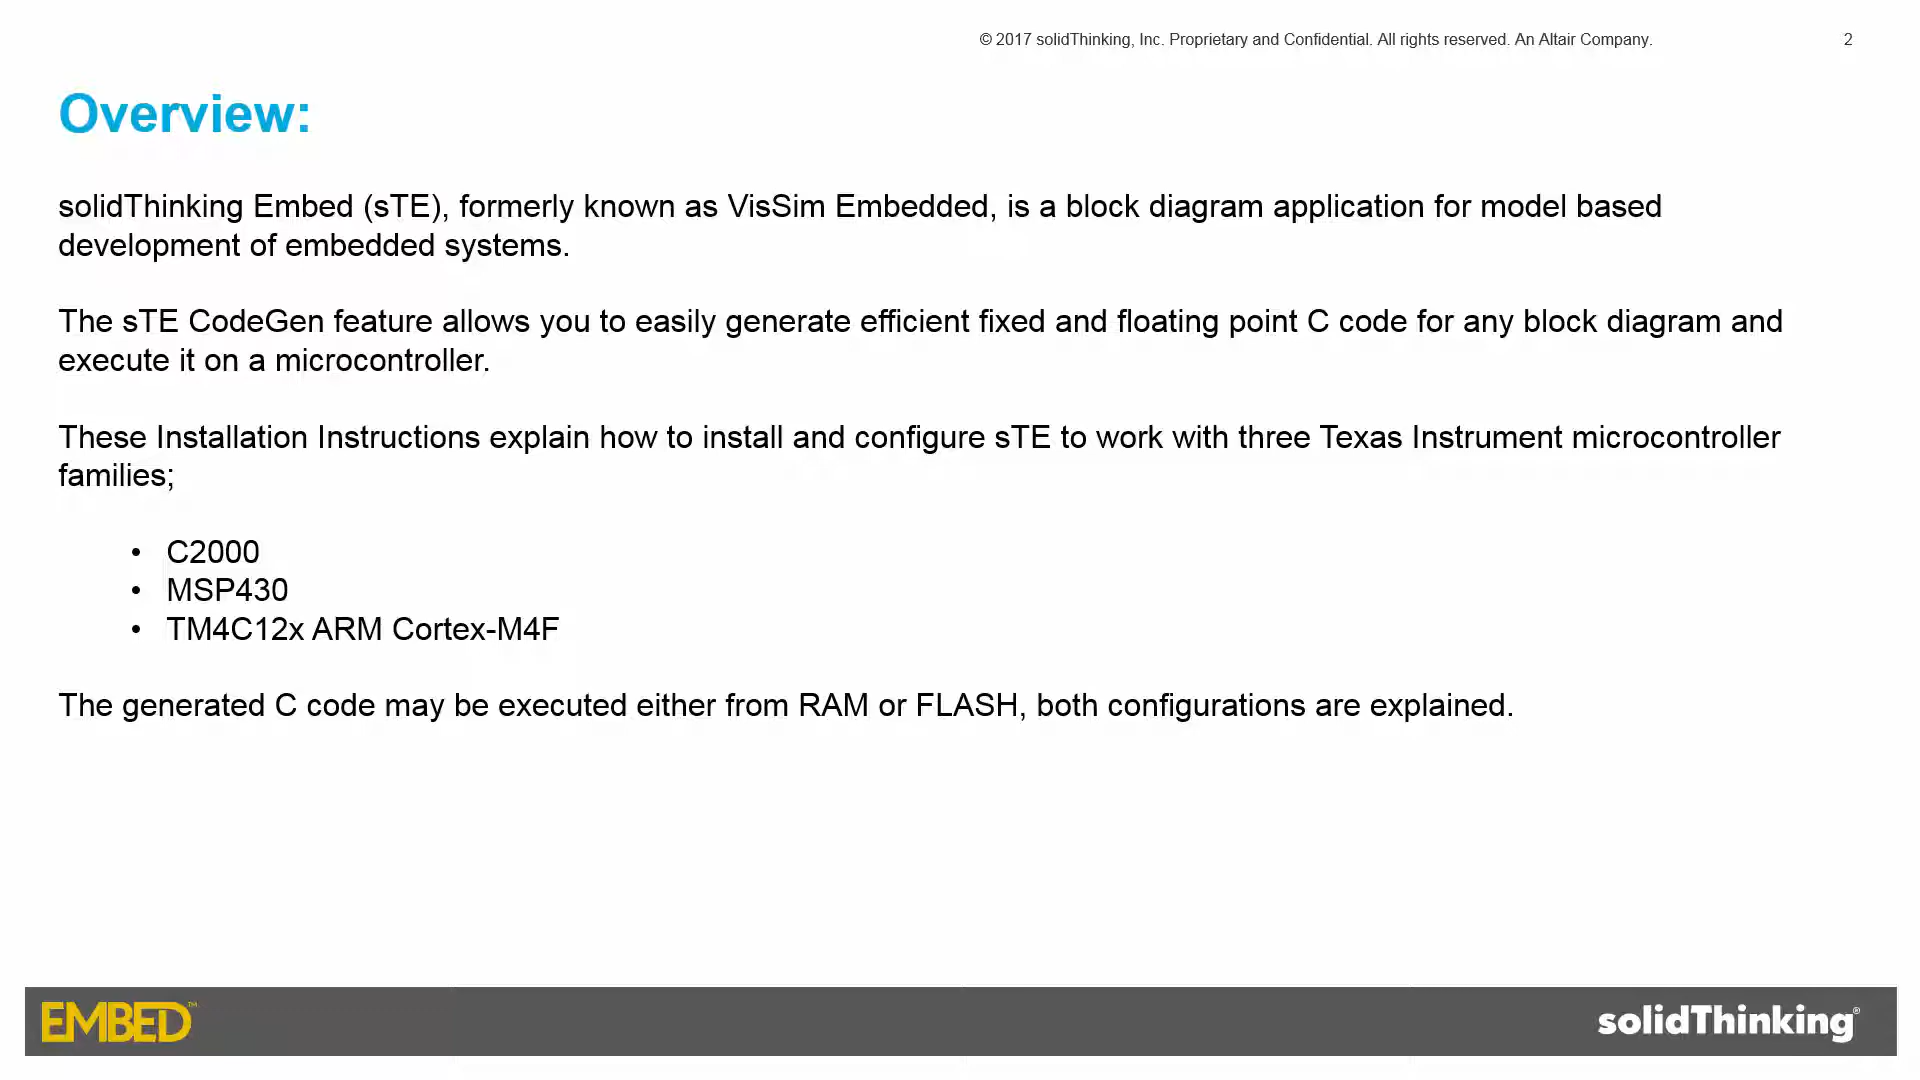 © 2017 solidThinking, Inc. Proprietary and Confidential. All rights reserved. An Altair Company. 2
Overview:
solidThinking Embed (sTE), formerly known as VisSim Embedded, is a block diagram application for model based
development of embedded systems.
The sTE CodeGen feature allows you to easily generate efficient fixed and floating point C code for any block diagram and
execute it on a microcontroller.
These Installation Instructions explain how to install and configure sTE to work with three Texas Instrument microcontroller
families;
• C2000
• MSP430
• TM4C12x ARM Cortex-M4F
The generated C code may be executed either from RAM or FLASH, both configurations are explained.
EMBED™ solidThinking®